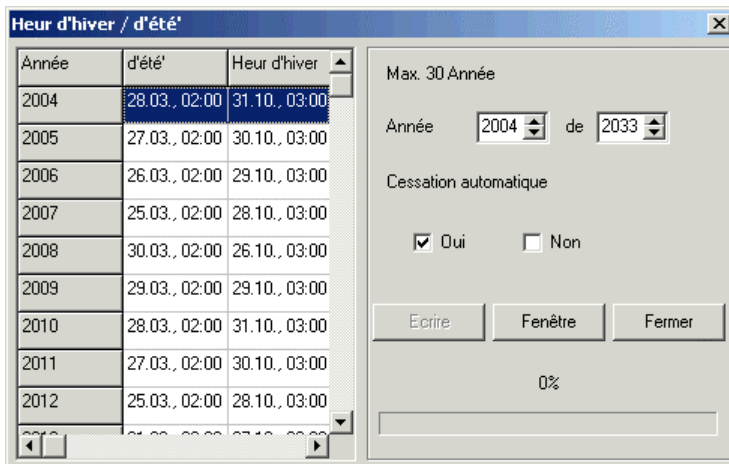 Heur d'hiver / d'été'
Année d'été' Heur d'hiver
2004 28.03., 02:00 31.10., 03:00
2005 27.03., 02:00 30.10., 03:00
2006 26.03., 02:00 29.10., 03:00
2007 25.03., 02:00 28.10., 03:00
2008 30.03., 02:00 26.10., 03:00
2009 29.03., 02:00 29.10., 03:00
2010 28.03., 02:00 31.10., 03:00
2011 27.03., 02:00 30.10., 03:00
2012 25.03., 02:00 28.10., 03:00
Max. 30 Année
Année 2004 de 2033
Cessation automatique
Oui Non
Ecrire Fenêtre Fermer
0%